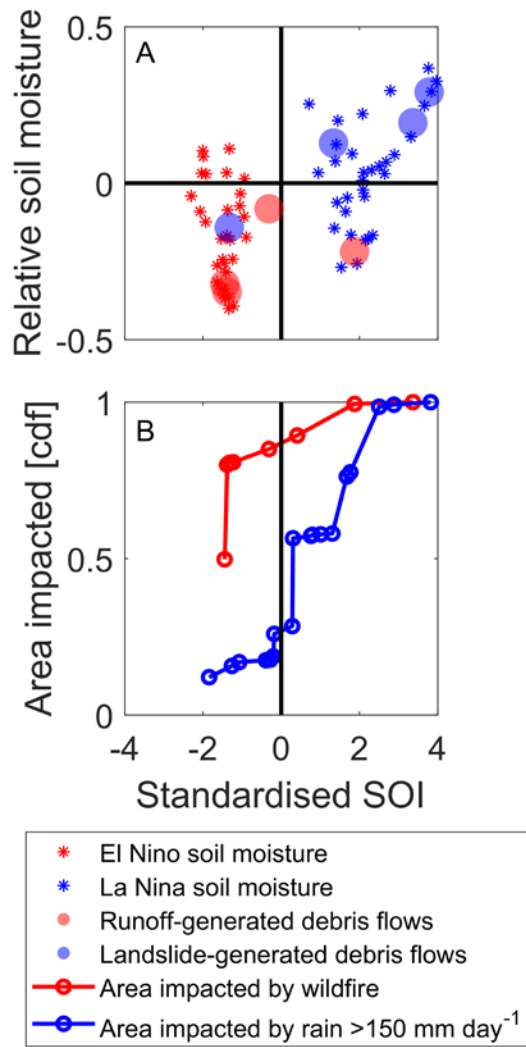 0.5
A
0
-0.5
Relative soil moisture
1
B
0.5
0
Area impacted [cdf]
-4 -2 0 2 4
Standardised SOI
El Nino soil moisture
La Nina soil moisture
Runoff-generated debris flows
Landslide-generated debris flows
Area impacted by wildfire
Area impacted by rain >150 mm day⁻¹